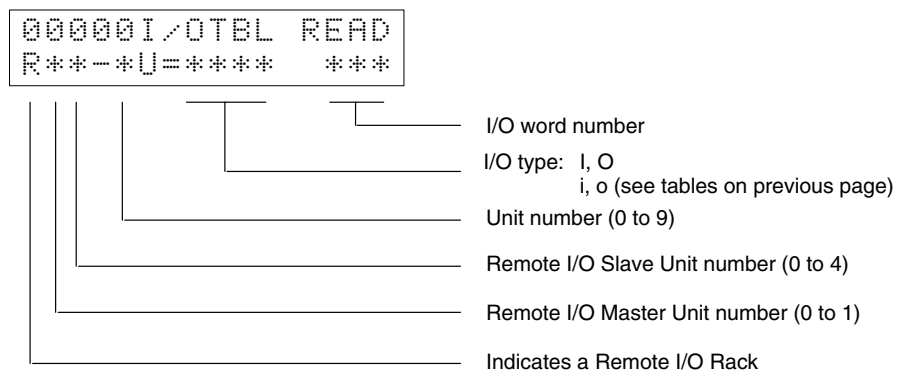 00000I/OTBL READ
R**-*U=**** ***
I/O word number
I/O type: I, O
i, o (see tables on previous page)
Unit number (0 to 9)
Remote I/O Slave Unit number (0 to 4)
Remote I/O Master Unit number (0 to 1)
Indicates a Remote I/O Rack